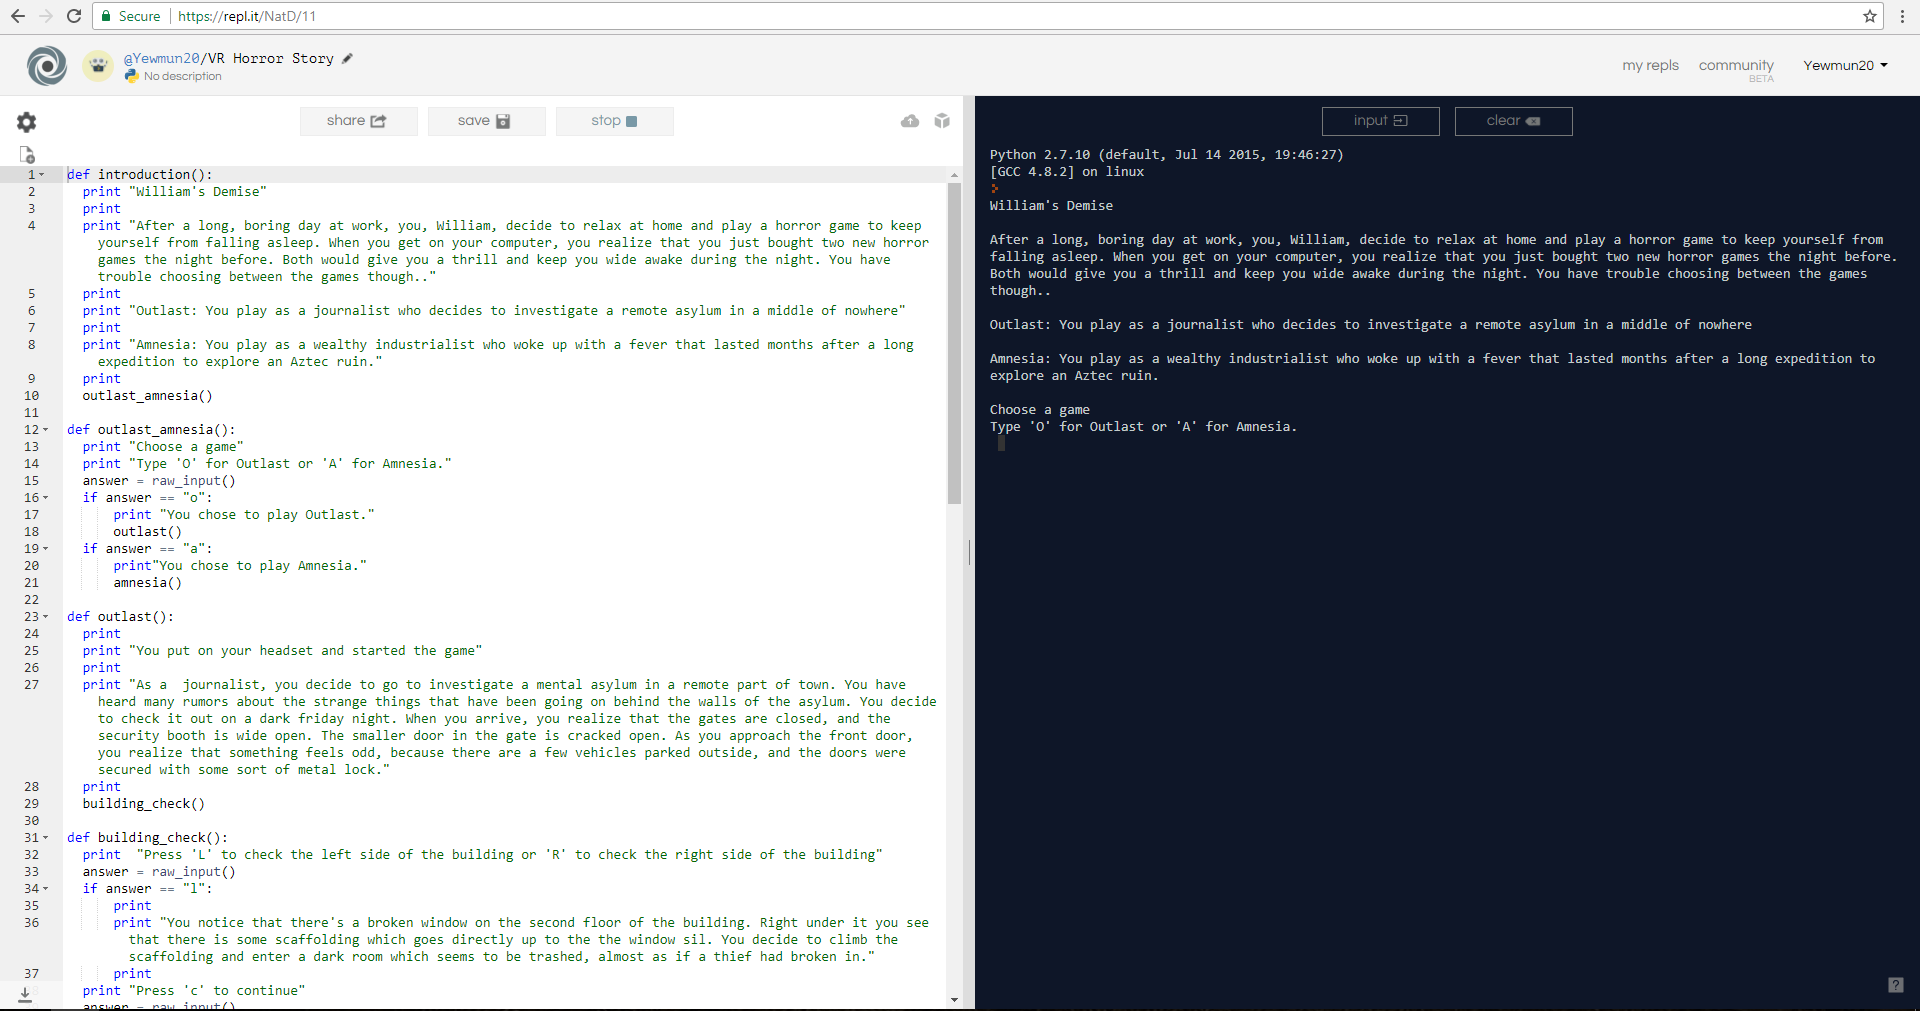 Secure https://repl.it/NatD/11
@Yewmun20/VR Horror Story
No description
my repls community Yewmun20
BETA
share save stop
input clear
1 def introduction():
2 print "William's Demise"
3 print
4 print "After a long, boring day at work, you, William, decide to relax at home and play a horror game to keep
yourself from falling asleep. When you get on your computer, you realize that you just bought two new horror
games the night before. Both would give you a thrill and keep you wide awake during the night. You have
trouble choosing between the games though.."
5 print
6 print "Outlast: You play as a journalist who decides to investigate a remote asylum in a middle of nowhere"
7 print
8 print "Amnesia: You play as a wealthy industrialist who woke up with a fever that lasted months after a long
expedition to explore an Aztec ruin."
9 print
10 outlast_amnesia()
11
12 def outlast_amnesia():
13 print "Choose a game"
14 print "Type 'O' for Outlast or 'A' for Amnesia."
15 answer = raw_input()
16 if answer == "o":
17 print "You chose to play Outlast."
18 outlast()
19 if answer == "a":
20 print"You chose to play Amnesia."
21 amnesia()
22
23 def outlast():
24 print
25 print "You put on your headset and started the game"
26 print
27 print "As a  journalist, you decide to go to investigate a mental asylum in a remote part of town. You have
heard many rumors about the strange things that have been going on behind the walls of the asylum. You decide
to check it out on a dark friday night. When you arrive, you realize that the gates are closed, and the
security booth is wide open. The smaller door in the gate is cracked open. As you approach the front door,
you realize that something feels odd, because there are a few vehicles parked outside, and the doors were
secured with some sort of metal lock."
28 print
29 building_check()
30
31 def building_check():
32 print  "Press 'L' to check the left side of the building or 'R' to check the right side of the building"
33 answer = raw_input()
34 if answer == "l":
35 print
36 print "You notice that there's a broken window on the second floor of the building. Right under it you see
that there is some scaffolding which goes directly up to the the window sil. You decide to climb the
scaffolding and enter a dark room which seems to be trashed, almost as if a thief had broken in."
37 print
print "Press 'c' to continue"
answer = raw_input()
Python 2.7.10 (default, Jul 14 2015, 19:46:27)
[GCC 4.8.2] on linux
William's Demise
After a long, boring day at work, you, William, decide to relax at home and play a horror game to keep yourself from
falling asleep. When you get on your computer, you realize that you just bought two new horror games the night before.
Both would give you a thrill and keep you wide awake during the night. You have trouble choosing between the games
though..
Outlast: You play as a journalist who decides to investigate a remote asylum in a middle of nowhere
Amnesia: You play as a wealthy industrialist who woke up with a fever that lasted months after a long expedition to
explore an Aztec ruin.
Choose a game
Type 'O' for Outlast or 'A' for Amnesia.
?